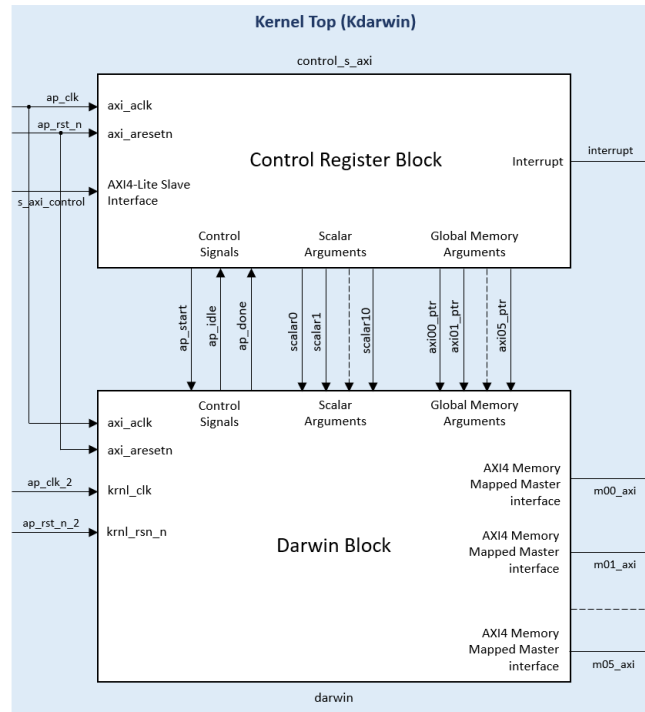 Kernel Top (Kdarwin)
control_s_axi
ap_clk
axi_aclk
ap_rst_n
axi_aresetn
Control Register Block
Interrupt
interrupt
AXI4-Lite Slave
Interface
s_axi_control
Control
Signals
Scalar
Arguments
Global Memory
Arguments
ap_start
ap_idle
ap_done
scalar0
scalar1
scalar10
axi00_ptr
axi01_ptr
axi05_ptr
Control
Signals
Scalar
Arguments
Global Memory
Arguments
axi_aclk
axi_aresetn
ap_clk_2
krnl_clk
ap_rst_n_2
krnl_rsn_n
Darwin Block
AXI4 Memory
Mapped Master
interface
m00_axi
AXI4 Memory
Mapped Master
interface
m01_axi
AXI4 Memory
Mapped Master
interface
m05_axi
darwin